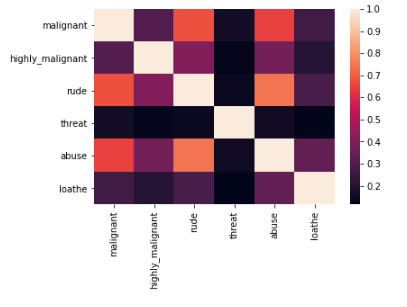 malignant
highly_malignant
rude
threat
abuse
loathe
malignant
highly_malignant
rude
threat
abuse
loathe
1.0
0.9
0.8
0.7
0.6
0.5
0.4
0.3
0.2